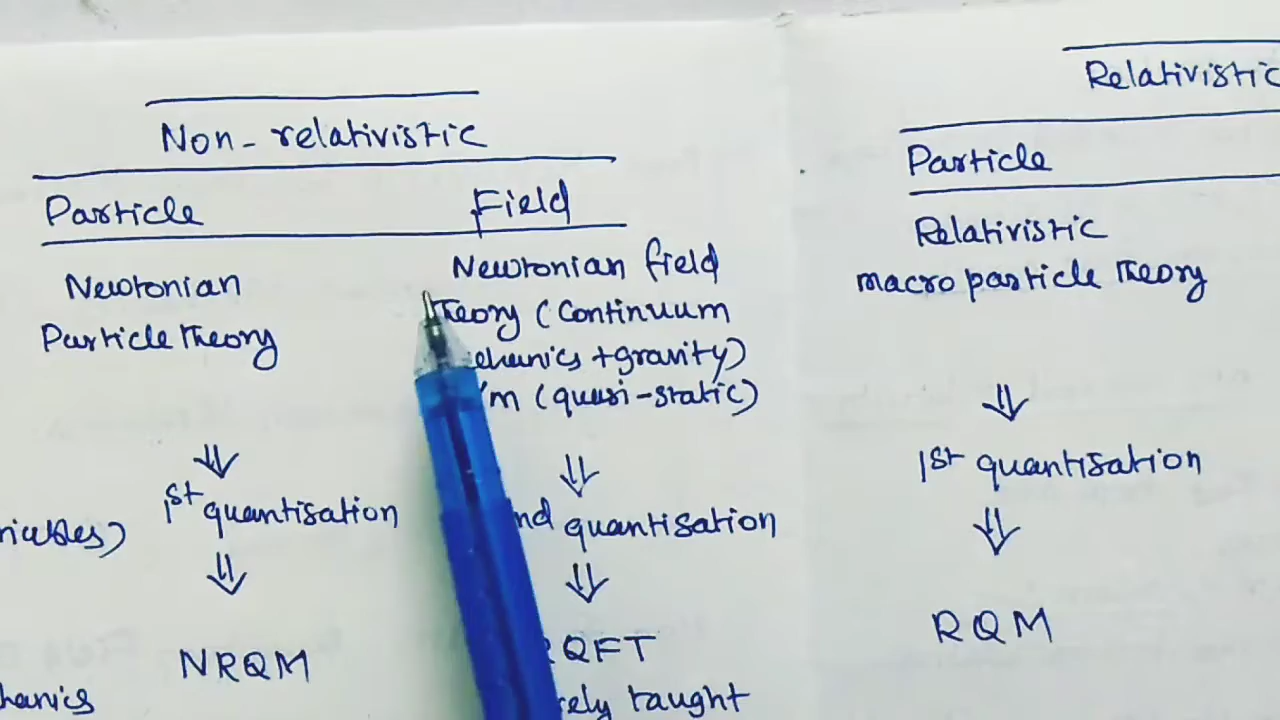 Non-relativistic
Particle Field
Newtonian
Particle Theory
Newtonian field
Theory (Continuum
+gravity)
(quasi-static)
⇓ ⇓
1st quantisation
quantisation
⇓ ⇓
NRQM
QFT
taught
Relativistic
Particle
Relativistic
macro particle Theory
⇓
1st quantisation
⇓
RQM